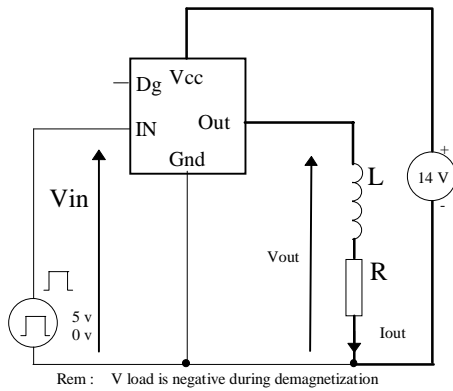 Dg
Vcc
IN
Out
Gnd
+
14 V
-
Vin
L
Vout
R
5 v
0 v
Iout
Rem : V load is negative during demagnetization